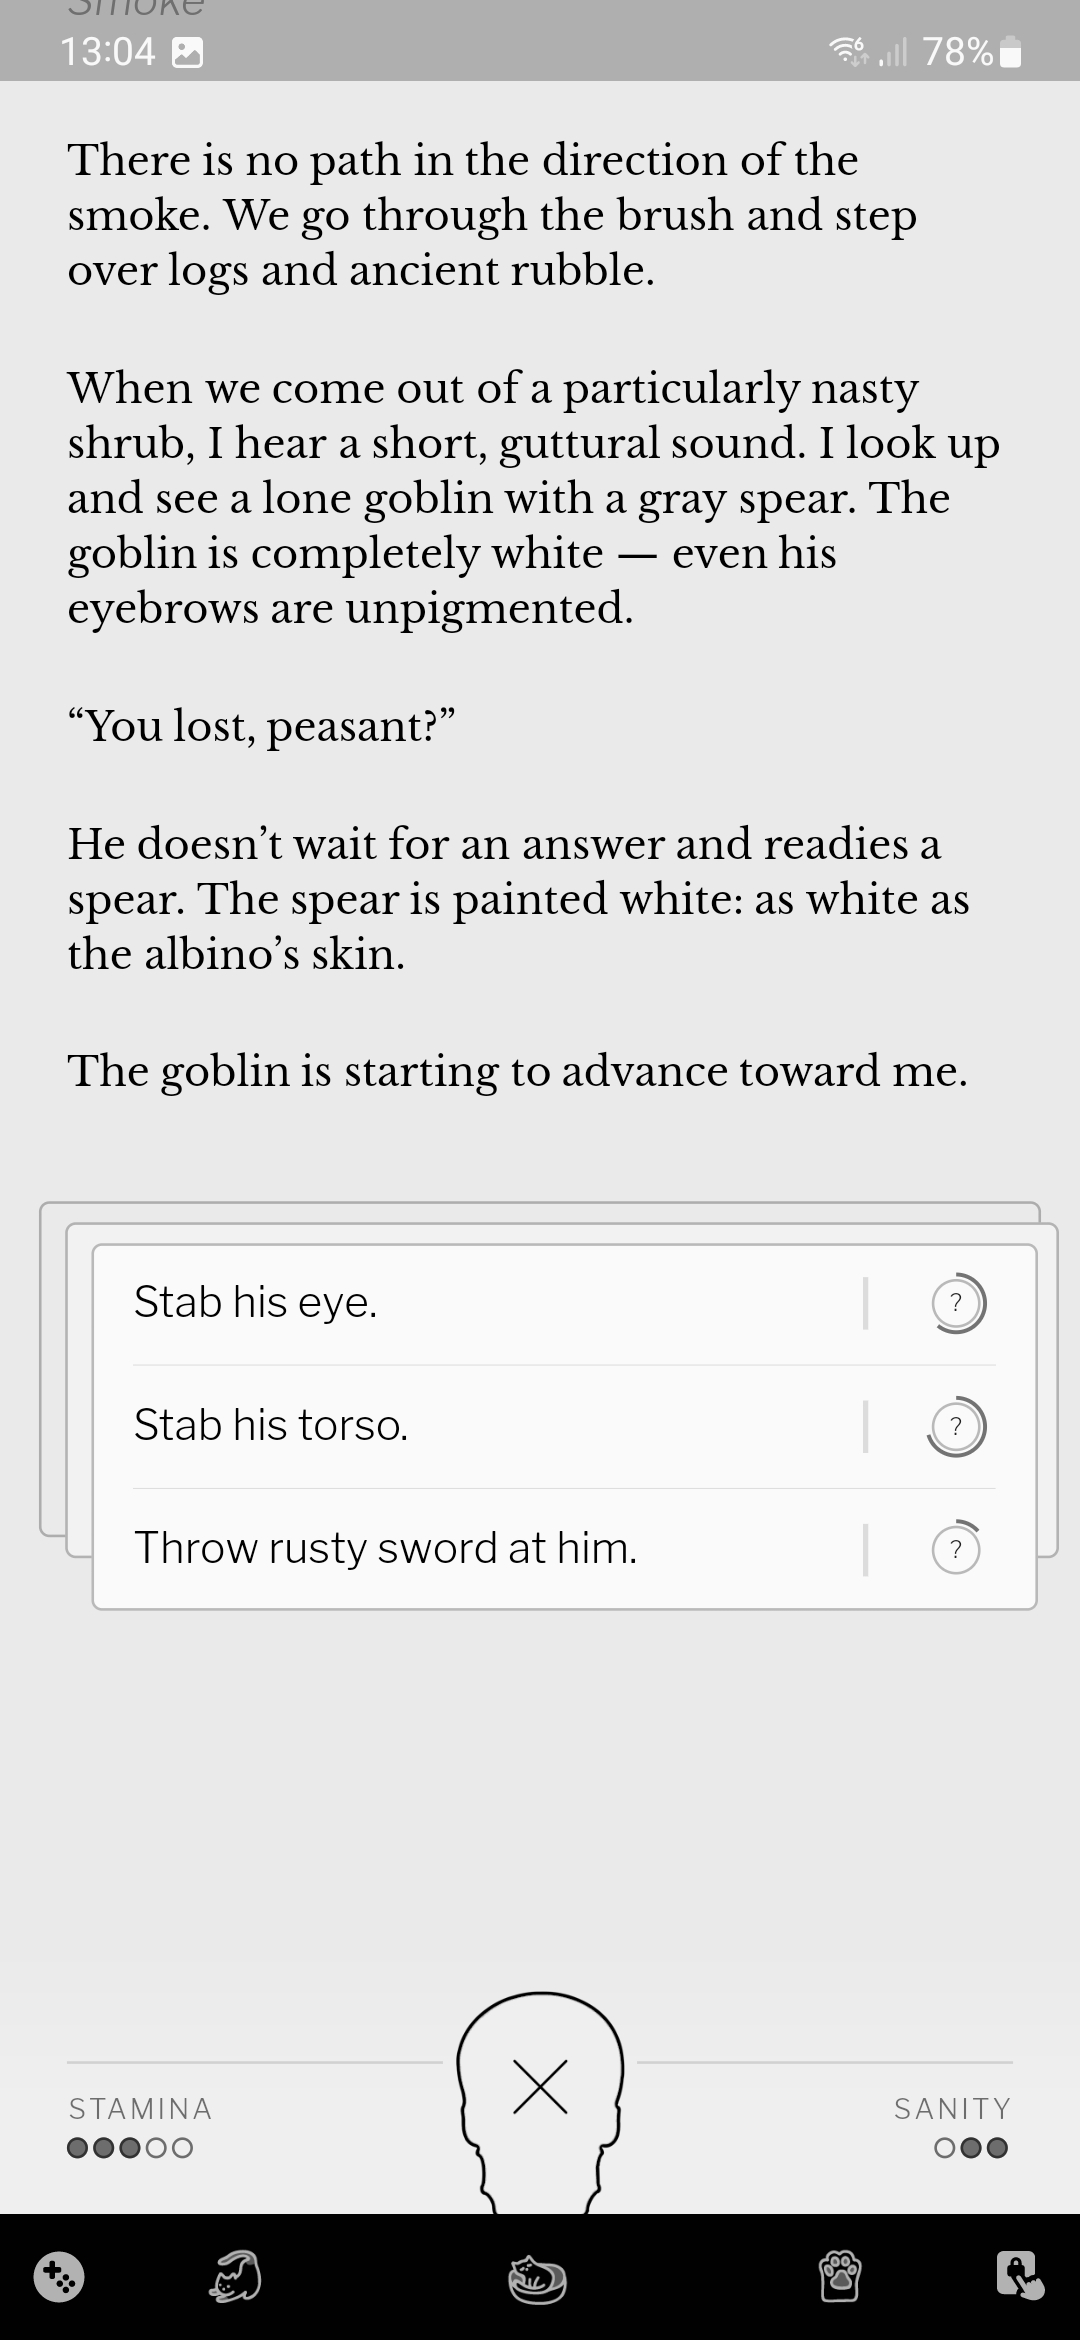 Smoke
13:04
6
78%
There is no path in the direction of the
smoke. We go through the brush and step
over logs and ancient rubble.
When we come out of a particularly nasty
shrub, I hear a short, guttural sound. I look up
and see a lone goblin with a gray spear. The
goblin is completely white — even his
eyebrows are unpigmented.
“You lost, peasant?”
He doesn’t wait for an answer and readies a
spear. The spear is painted white: as white as
the albino’s skin.
The goblin is starting to advance toward me.
Stab his eye. ?
Stab his torso. ?
Throw rusty sword at him. ?
STAMINA
SANITY